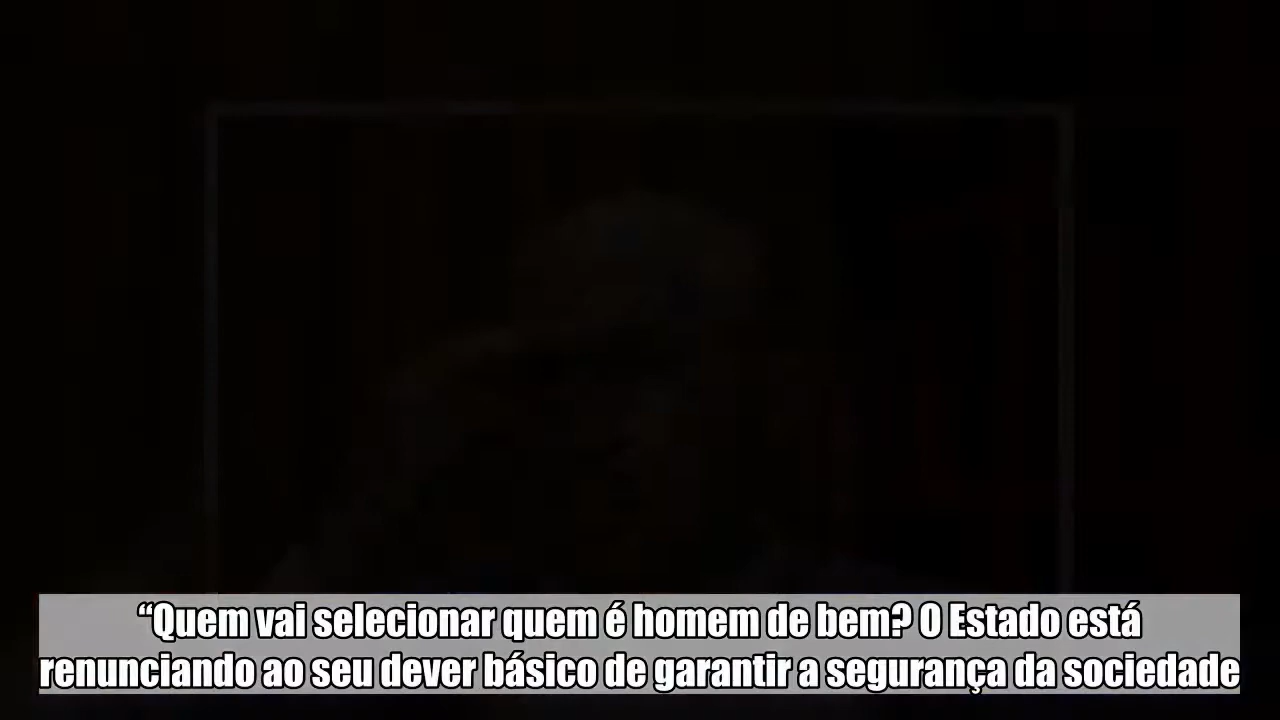 “Quem vai selecionar quem é homem de bem? O Estado está
renunciando ao seu dever básico de garantir a segurança da sociedade